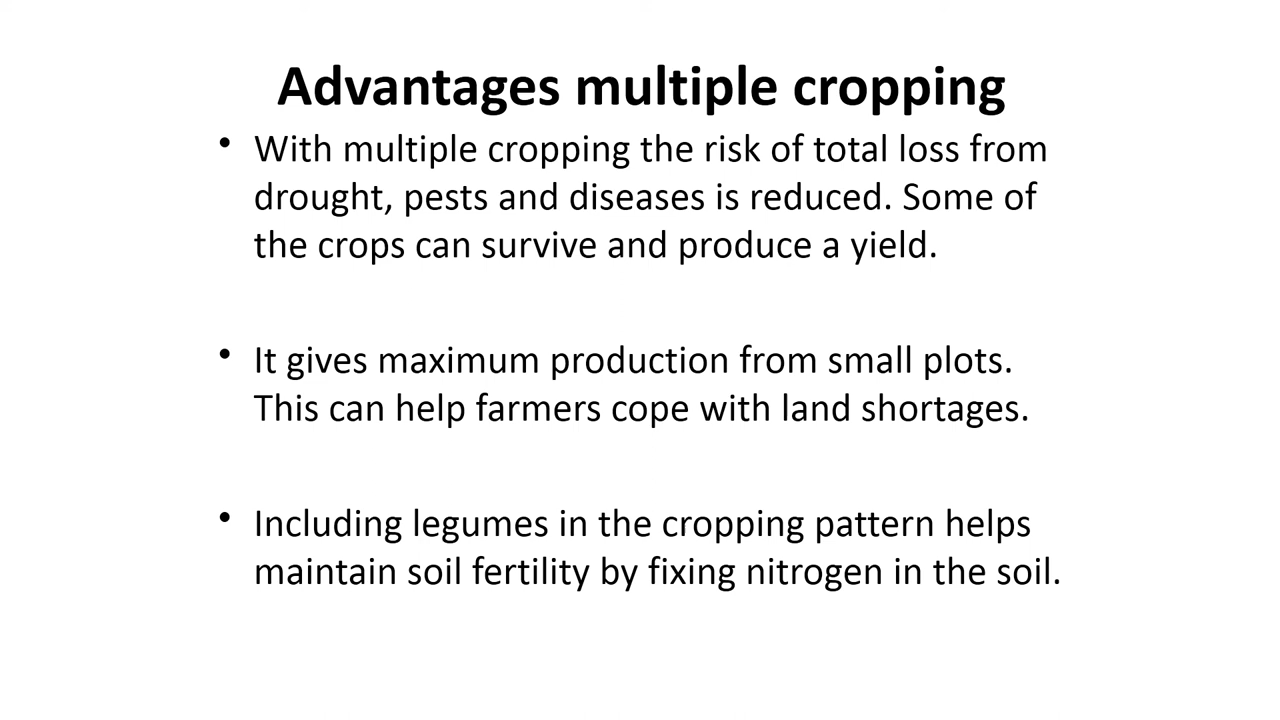 Advantages multiple cropping
• With multiple cropping the risk of total loss from
drought, pests and diseases is reduced. Some of
the crops can survive and produce a yield.
• It gives maximum production from small plots.
This can help farmers cope with land shortages.
• Including legumes in the cropping pattern helps
maintain soil fertility by fixing nitrogen in the soil.